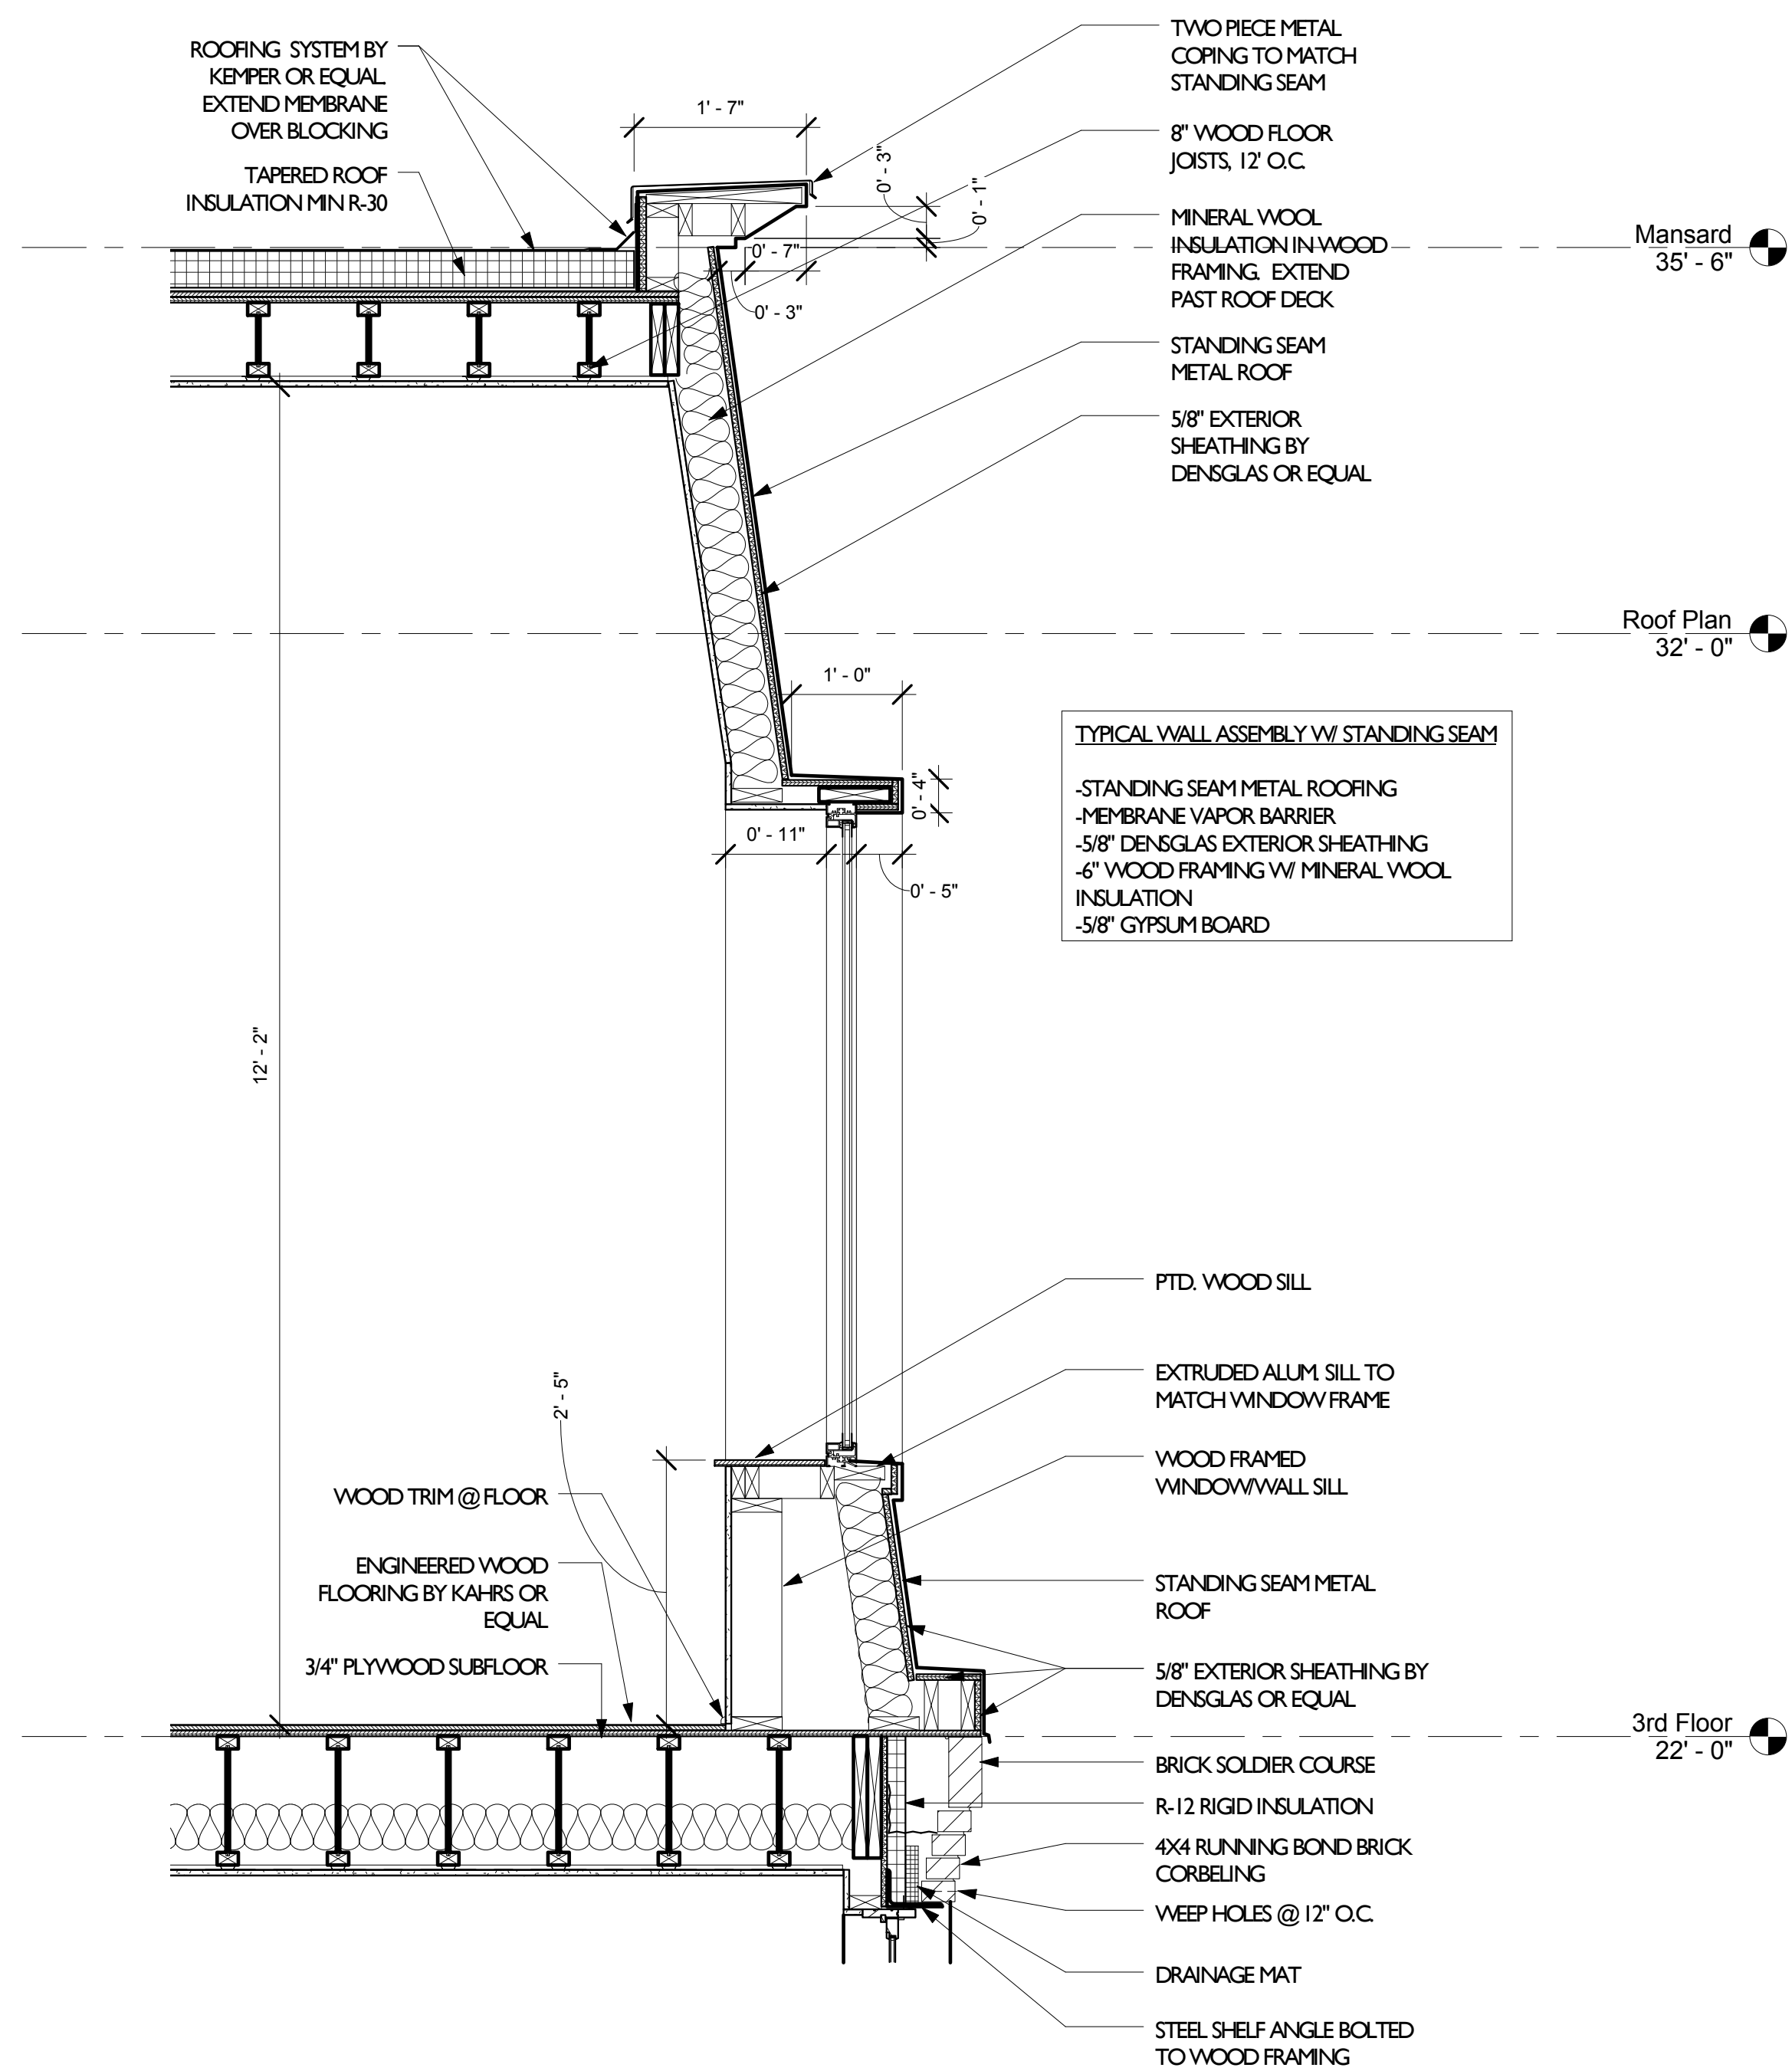 ROOFING SYSTEM BY
KEMPER OR EQUAL.
EXTEND MEMBRANE
OVER BLOCKING
TAPERED ROOF
INSULATION MIN R-30
1' - 7"
0' - 3"
0' - 1"
0' - 7"
0' - 3"
TWO PIECE METAL
COPING TO MATCH
STANDING SEAM
8" WOOD FLOOR
JOISTS, 12' O.C.
MINERAL WOOL
INSULATION IN WOOD
FRAMING. EXTEND
PAST ROOF DECK
STANDING SEAM
METAL ROOF
5/8" EXTERIOR
SHEATHING BY
DENSGLAS OR EQUAL
Mansard
35' - 6"
Roof Plan
32' - 0"
1' - 0"
0' - 4"
0' - 11"
0' - 5"
TYPICAL WALL ASSEMBLY W/ STANDING SEAM
-STANDING SEAM METAL ROOFING
-MEMBRANE VAPOR BARRIER
-5/8" DENSGLAS EXTERIOR SHEATHING
-6" WOOD FRAMING W/ MINERAL WOOL
INSULATION
-5/8" GYPSUM BOARD
12' - 2"
2' - 5"
WOOD TRIM @ FLOOR
ENGINEERED WOOD
FLOORING BY KAHRS OR
EQUAL
3/4" PLYWOOD SUBFLOOR
PTD. WOOD SILL
EXTRUDED ALUM. SILL TO
MATCH WINDOW FRAME
WOOD FRAMED
WINDOW/WALL SILL
STANDING SEAM METAL
ROOF
5/8" EXTERIOR SHEATHING BY
DENSGLAS OR EQUAL
3rd Floor
22' - 0"
BRICK SOLDIER COURSE
R-12 RIGID INSULATION
4X4 RUNNING BOND BRICK
CORBELING
WEEP HOLES @ 12" O.C.
DRAINAGE MAT
STEEL SHELF ANGLE BOLTED
TO WOOD FRAMING